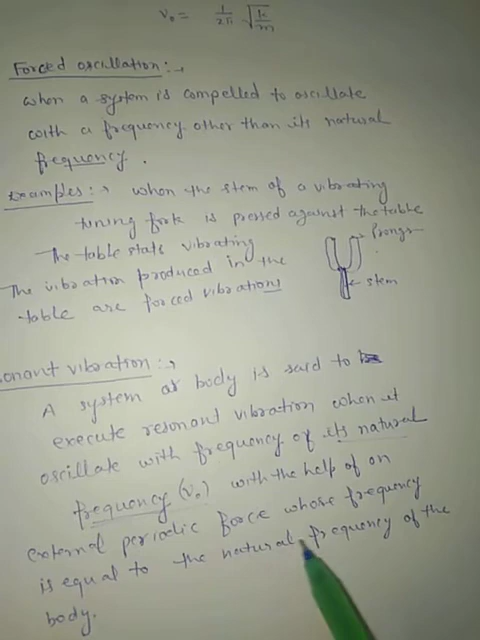 ν₀ = 1/2π √k/m
Forced oscillation :→
when a system is compelled to oscillate
with a frequency other than its natural
frequency .
Examples :→ when the stem of a vibrating
tuning fork is pressed against the table
The table stats vibrating
Prongs
The vibration produced in the
stem
table are forced vibrations
onant vibration :→
A system or body is said to
execute resonant vibration when it
oscillate with frequency of its natural
frequency (ν₀) with the help of an
external periodic force whose frequency
is equal to the natural frequency of the
body.